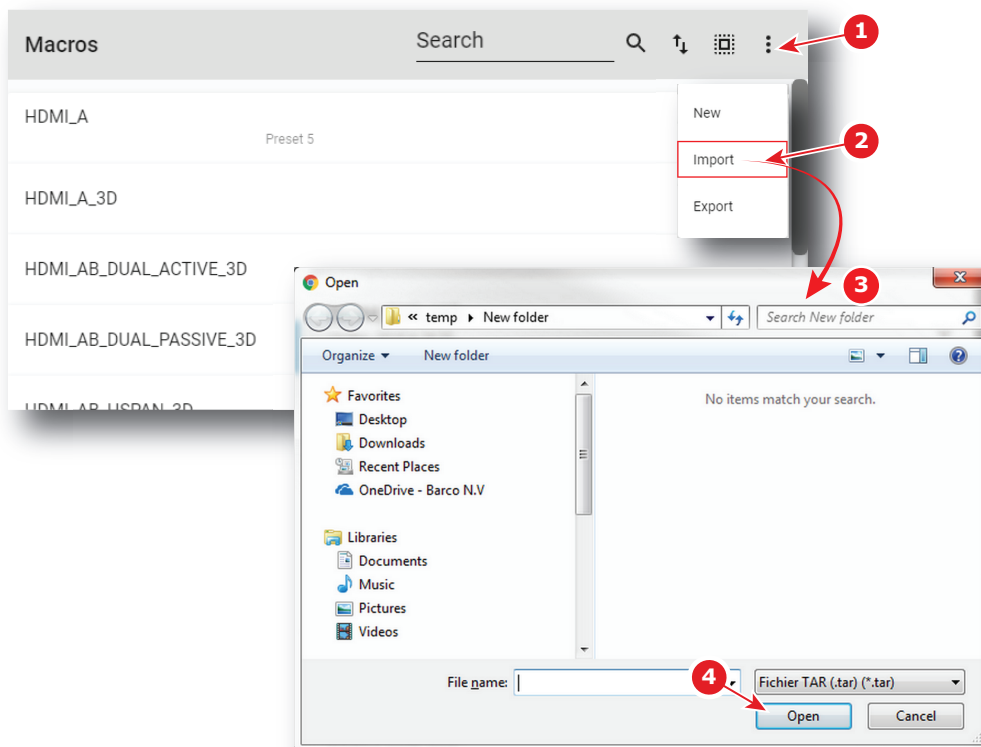 Macros
Search
1
New
2
Import
Export
HDMI_A
Preset 5
HDMI_A_3D
HDMI_AB_DUAL_ACTIVE_3D
HDMI_AB_DUAL_PASSIVE_3D
HDMI_AB_HSPAN_3D
3
Open
« temp ▸ New folder
Search New folder
Organize
New folder
Favorites
Desktop
Downloads
Recent Places
OneDrive - Barco N.V
Libraries
Documents
Music
Pictures
Videos
No items match your search.
4
File name:
Fichier TAR (.tar) (*.tar)
Open
Cancel